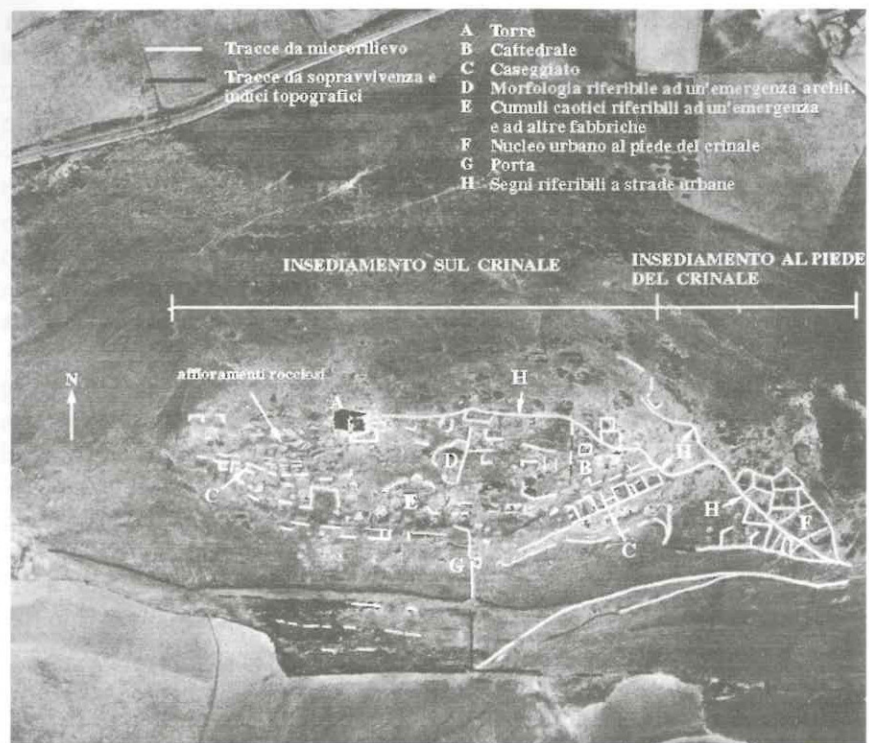 Tracce da microrilievo
Tracce da sopravvivenza e
indici topografici
A Torre
B Cattedrale
C Caseggiato
D Morfologia riferibile ad un'emergenza archit.
E Cumuli caotici riferibili ad un'emergenza
e ad altre fabbriche
F Nucleo urbano al piede del crinale
G Porta
H Segni riferibili a strade urbane
INSEDIAMENTO SUL CRINALE
INSEDIAMENTO AL PIEDE
DEL CRINALE
affioramenti rocciosi
N
A
H
D
B
H
C
E
H
F
C
G